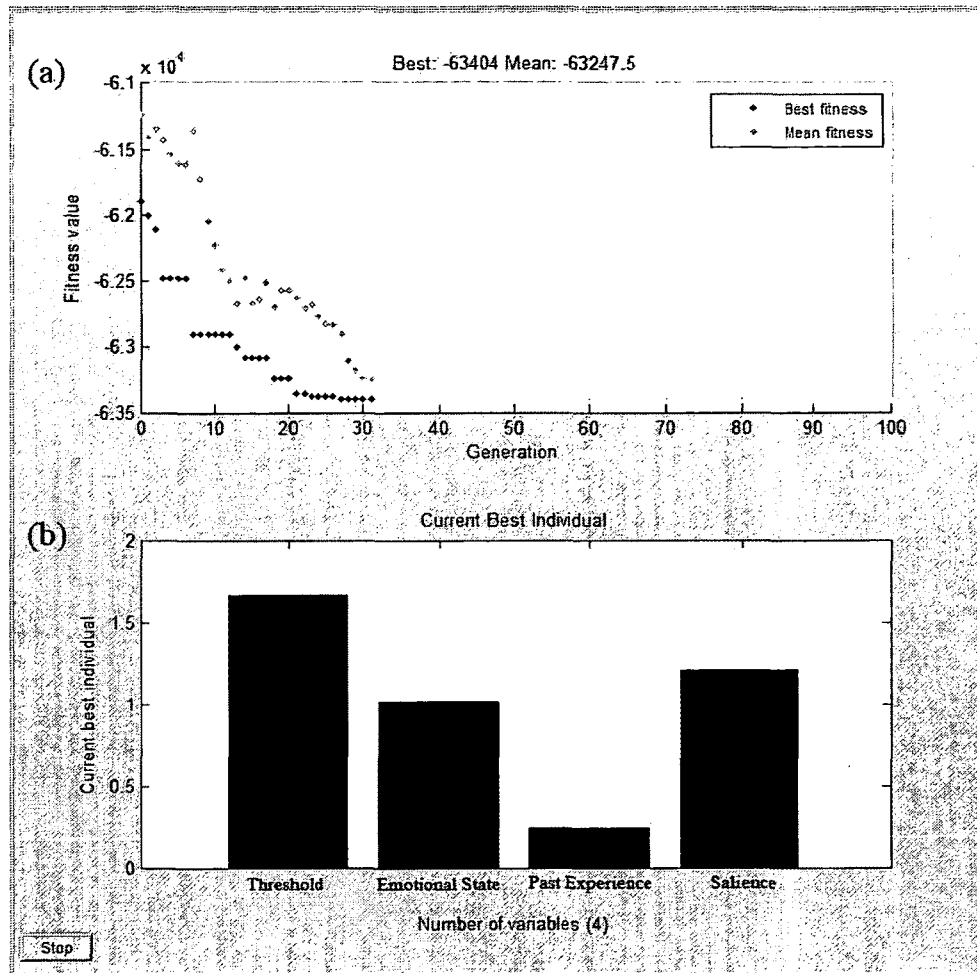 (a)
Best: -63404 Mean: -63247.5
x 10^4
-6.1
-6.15
-6.2
-6.25
-6.3
-6.35
Fitness value
Best fitness
Mean fitness
0 10 20 30 40 50 60 70 80 90 100
Generation
(b)
Current Best Individual
2
1.5
1
0.5
0
Current best individual
Threshold Emotional State Past Experience Salience
Number of variables (4)
Stop